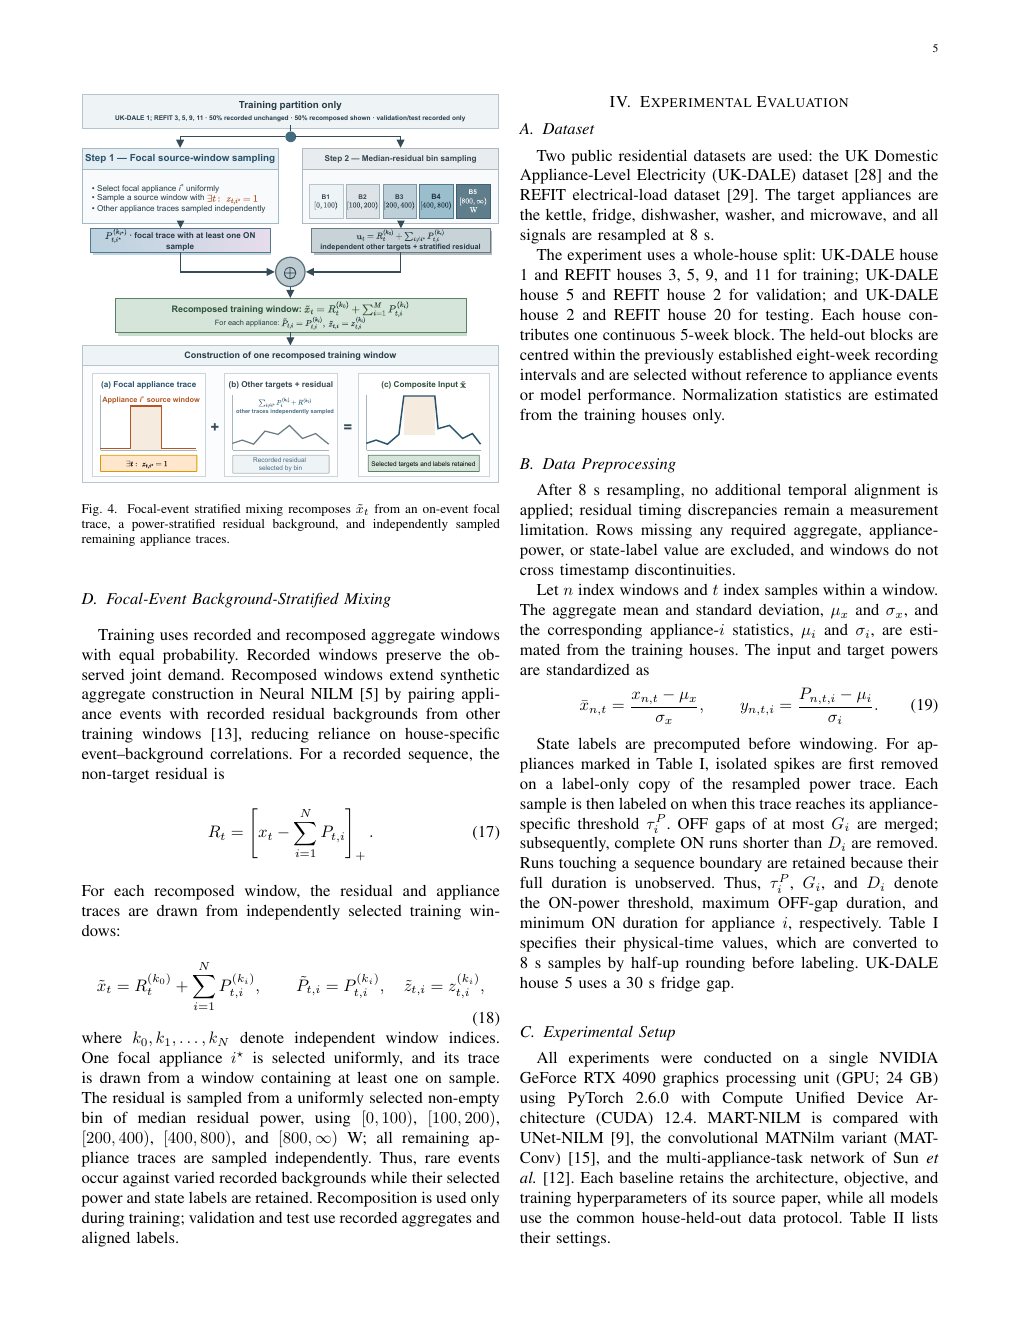 5
Training partition only
UK-DALE 1; REFIT 3, 5, 9, 11 · 50% recorded unchanged · 50% recomposed shown · validation/test recorded only
Step 1 — Focal source-window sampling
• Select focal appliance i* uniformly
• Sample a source window with ∃t : z_{t,i*} = 1
• Other appliance traces sampled independently
P_{t,i*}^{(k_{i*})} · focal trace with at least one ON
sample
Step 2 — Median-residual bin sampling
B1
[0, 100)
B2
[100, 200)
B3
[200, 400)
B4
[400, 800)
B5
[800, ∞)
W
u_t = R_t^{(k_0)} + ∑_{i≠i*} P_{t,i}^{(k_i)}
independent other targets + stratified residual
⊕
Recomposed training window: x̃_t = R_t^{(k_0)} + ∑_{i=1}^{M} P_{t,i}^{(k_i)}
For each appliance: P̃_{t,i} = P_{t,i}^{(k_i)}, z̃_{t,i} = z_{t,i}^{(k_i)}
Construction of one recomposed training window
(a) Focal appliance trace
Appliance i* source window
∃t : z_{t,i*} = 1
+
(b) Other targets + residual
∑_{i≠i*} P_i^{(k_i)} + R^{(k_0)}
other traces independently sampled
Recorded residual
selected by bin
=
(c) Composite Input x̃
Selected targets and labels retained
Fig. 4. Focal-event stratified mixing recomposes x̃_t from an on-event focal
trace, a power-stratified residual background, and independently sampled
remaining appliance traces.
D. Focal-Event Background-Stratified Mixing
Training uses recorded and recomposed aggregate windows
with equal probability. Recorded windows preserve the ob-
served joint demand. Recomposed windows extend synthetic
aggregate construction in Neural NILM [5] by pairing appli-
ance events with recorded residual backgrounds from other
training windows [13], reducing reliance on house-specific
event–background correlations. For a recorded sequence, the
non-target residual is
R_t = [x_t − ∑_{i=1}^{N} P_{t,i}]_+ . (17)
For each recomposed window, the residual and appliance
traces are drawn from independently selected training win-
dows:
x̃_t = R_t^{(k_0)} + ∑_{i=1}^{N} P_{t,i}^{(k_i)}, P̃_{t,i} = P_{t,i}^{(k_i)}, z̃_{t,i} = z_{t,i}^{(k_i)},
(18)
where k_0, k_1, . . . , k_N denote independent window indices.
One focal appliance i⋆ is selected uniformly, and its trace
is drawn from a window containing at least one on sample.
The residual is sampled from a uniformly selected non-empty
bin of median residual power, using [0, 100), [100, 200),
[200, 400), [400, 800), and [800, ∞) W; all remaining ap-
pliance traces are sampled independently. Thus, rare events
occur against varied recorded backgrounds while their selected
power and state labels are retained. Recomposition is used only
during training; validation and test use recorded aggregates and
aligned labels.
IV. EXPERIMENTAL EVALUATION
A. Dataset
Two public residential datasets are used: the UK Domestic
Appliance-Level Electricity (UK-DALE) dataset [28] and the
REFIT electrical-load dataset [29]. The target appliances are
the kettle, fridge, dishwasher, washer, and microwave, and all
signals are resampled at 8 s.
The experiment uses a whole-house split: UK-DALE house
1 and REFIT houses 3, 5, 9, and 11 for training; UK-DALE
house 5 and REFIT house 2 for validation; and UK-DALE
house 2 and REFIT house 20 for testing. Each house con-
tributes one continuous 5-week block. The held-out blocks are
centred within the previously established eight-week recording
intervals and are selected without reference to appliance events
or model performance. Normalization statistics are estimated
from the training houses only.
B. Data Preprocessing
After 8 s resampling, no additional temporal alignment is
applied; residual timing discrepancies remain a measurement
limitation. Rows missing any required aggregate, appliance-
power, or state-label value are excluded, and windows do not
cross timestamp discontinuities.
Let n index windows and t index samples within a window.
The aggregate mean and standard deviation, μ_x and σ_x, and
the corresponding appliance-i statistics, μ_i and σ_i, are esti-
mated from the training houses. The input and target powers
are standardized as
x̄_{n,t} = (x_{n,t} − μ_x) / σ_x, y_{n,t,i} = (P_{n,t,i} − μ_i) / σ_i. (19)
State labels are precomputed before windowing. For ap-
pliances marked in Table I, isolated spikes are first removed
on a label-only copy of the resampled power trace. Each
sample is then labeled on when this trace reaches its appliance-
specific threshold τ_i^P. OFF gaps of at most G_i are merged;
subsequently, complete ON runs shorter than D_i are removed.
Runs touching a sequence boundary are retained because their
full duration is unobserved. Thus, τ_i^P, G_i, and D_i denote
the ON-power threshold, maximum OFF-gap duration, and
minimum ON duration for appliance i, respectively. Table I
specifies their physical-time values, which are converted to
8 s samples by half-up rounding before labeling. UK-DALE
house 5 uses a 30 s fridge gap.
C. Experimental Setup
All experiments were conducted on a single NVIDIA
GeForce RTX 4090 graphics processing unit (GPU; 24 GB)
using PyTorch 2.6.0 with Compute Unified Device Ar-
chitecture (CUDA) 12.4. MART-NILM is compared with
UNet-NILM [9], the convolutional MATNilm variant (MAT-
Conv) [15], and the multi-appliance-task network of Sun et
al. [12]. Each baseline retains the architecture, objective, and
training hyperparameters of its source paper, while all models
use the common house-held-out data protocol. Table II lists
their settings.